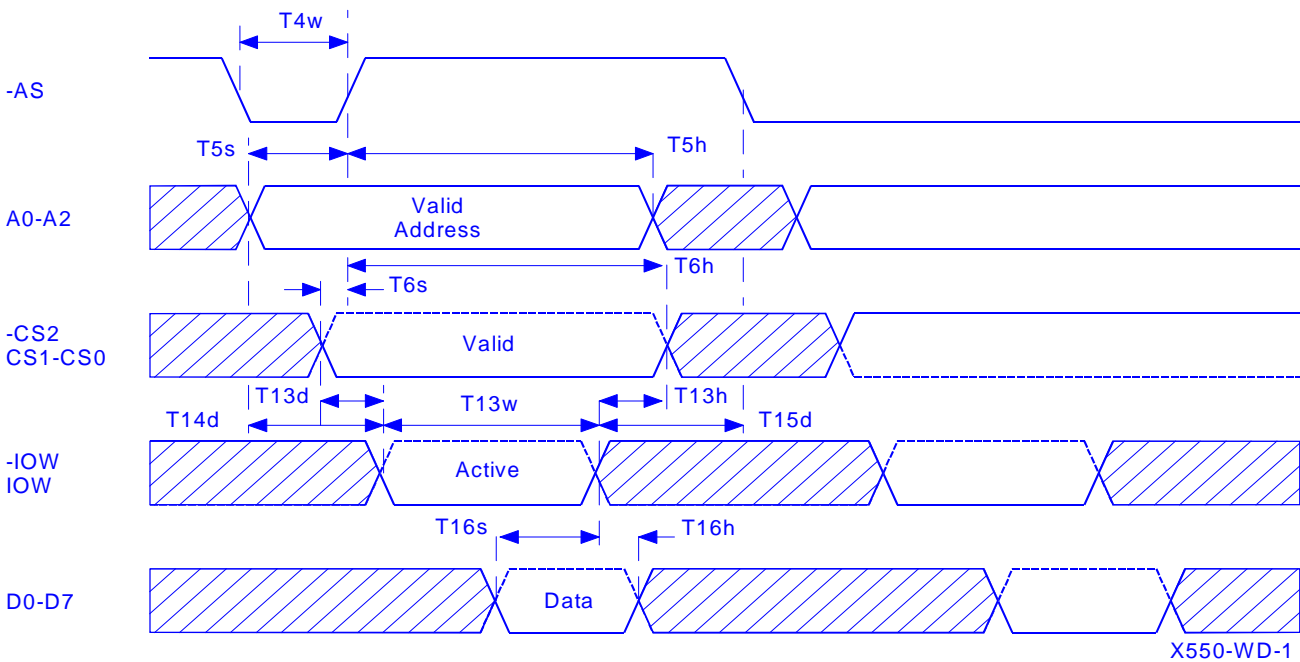 T4w
-AS
T5s
T5h
A0-A2
Valid
Address
T6h
T6s
-CS2
CS1-CS0
Valid
T13d
T13w
T13h
T14d
T15d
-IOW
IOW
Active
T16s
T16h
D0-D7
Data
X550-WD-1